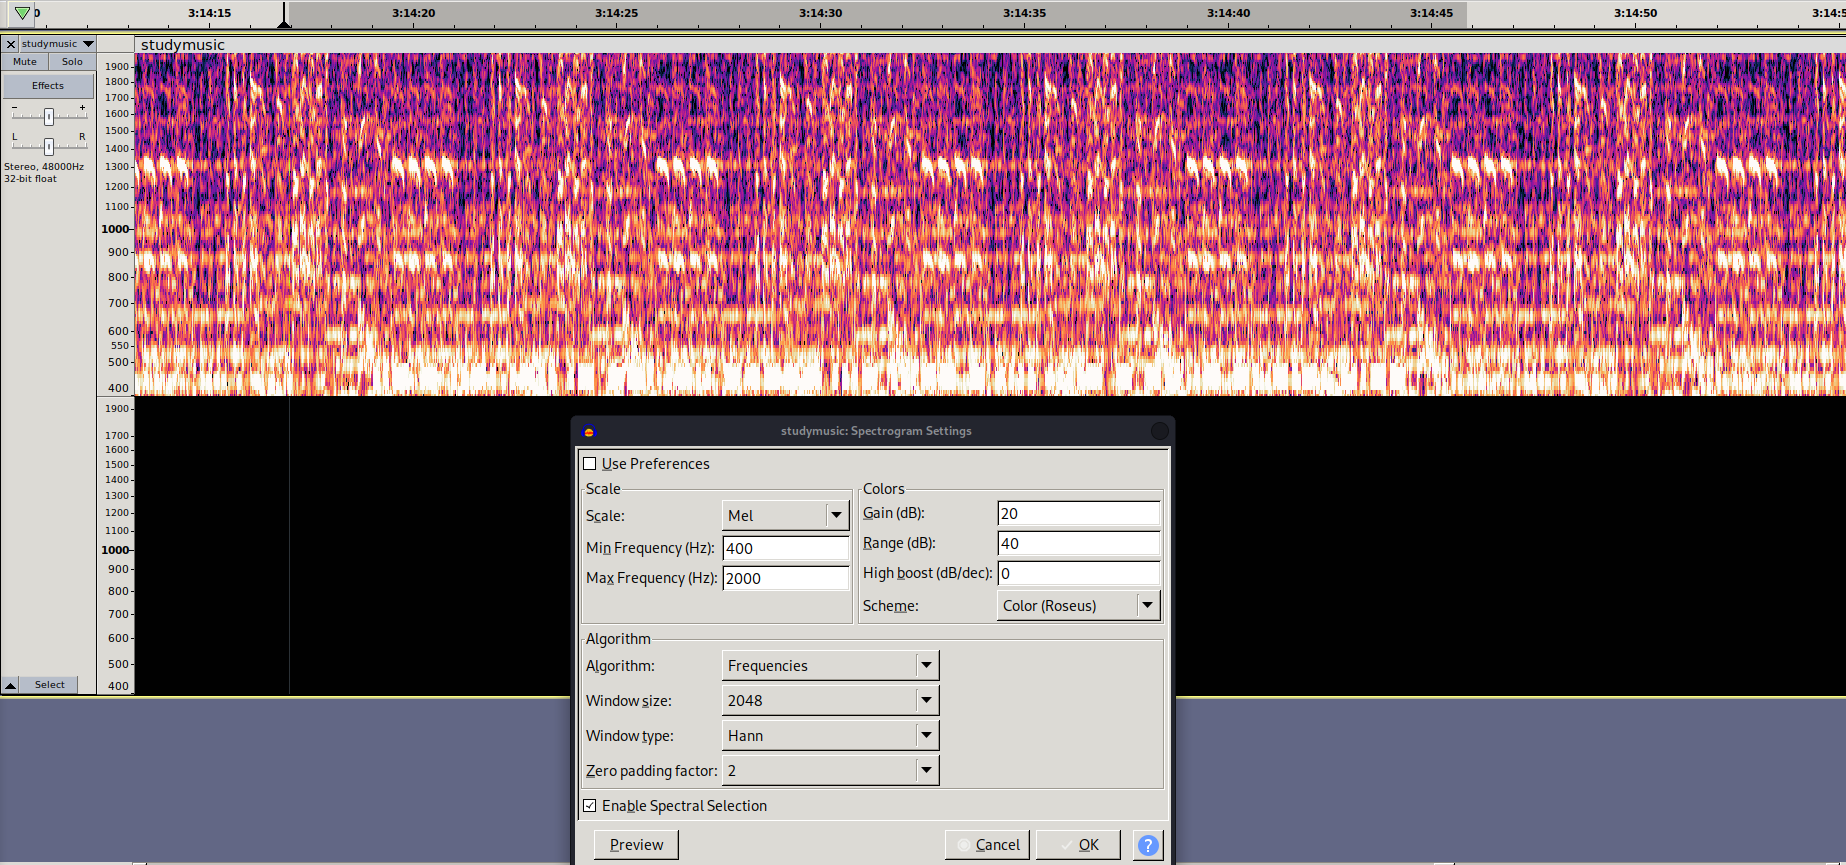 0 3:14:15 3:14:20 3:14:25 3:14:30 3:14:35 3:14:40 3:14:45 3:14:50 3:14:5
studymusic studymusic
Mute Solo
Effects
- +
L R
Stereo, 48000Hz
32-bit float
Select
1900
1800
1700
1600
1500
1400
1300
1200
1100
1000
900
800
700
600
550
500
400
1900
1700
1600
1500
1400
1300
1200
1100
1000
900
800
700
600
500
400
studymusic: Spectrogram Settings
Use Preferences
Scale
Scale: Mel
Min Frequency (Hz): 400
Max Frequency (Hz): 2000
Colors
Gain (dB): 20
Range (dB): 40
High boost (dB/dec): 0
Scheme: Color (Roseus)
Algorithm
Algorithm: Frequencies
Window size: 2048
Window type: Hann
Zero padding factor: 2
Enable Spectral Selection
Preview Cancel OK ?